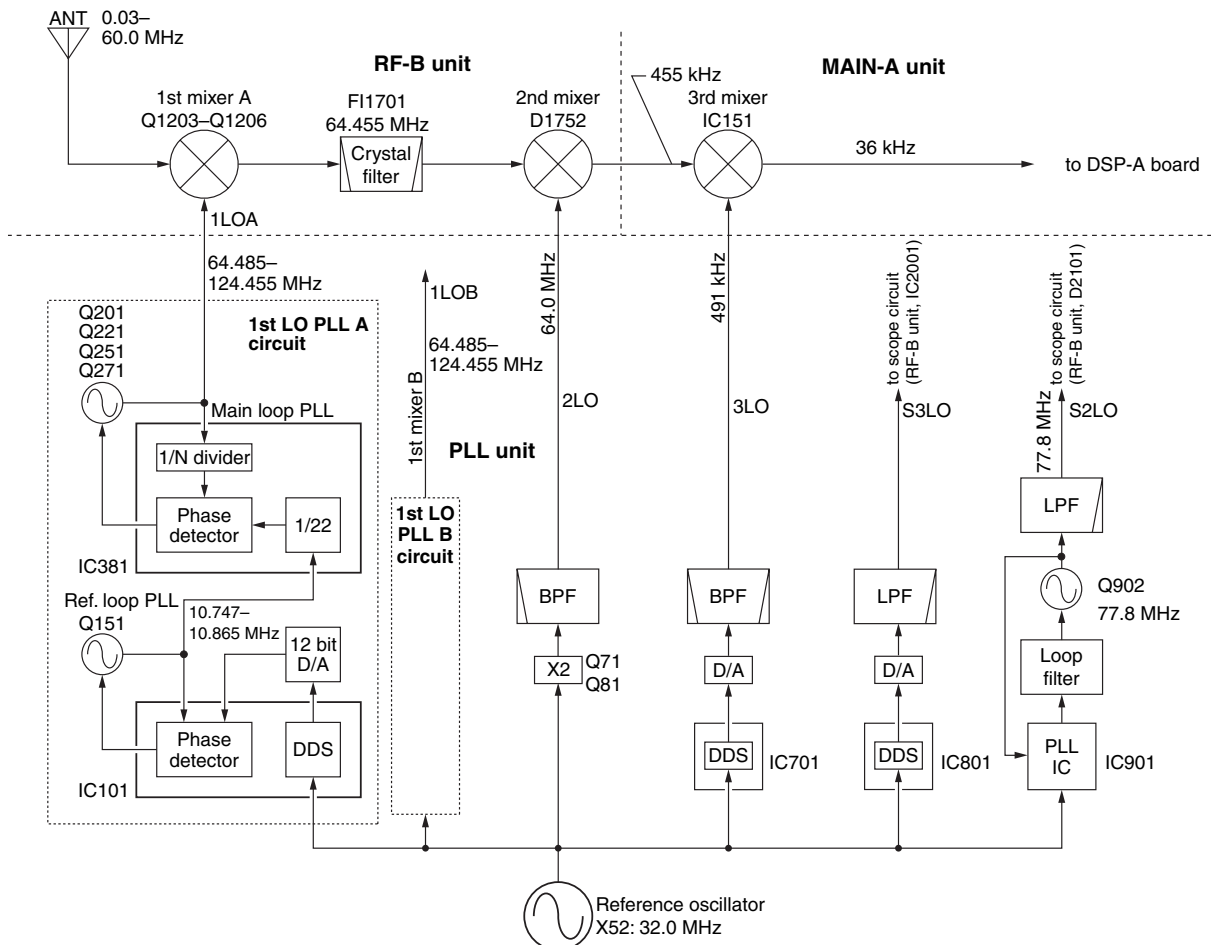 ANT 0.03–
60.0 MHz
RF-B unit
MAIN-A unit
455 kHz
1st mixer A
Q1203–Q1206
FI1701
64.455 MHz
Crystal
filter
2nd mixer
D1752
3rd mixer
IC151
36 kHz
to DSP-A board
1LOA
64.485–
124.455 MHz
Q201
Q221
Q251
Q271
1st LO PLL A
circuit
Main loop PLL
1/N divider
Phase
detector
1/22
IC381
Ref. loop PLL
Q151
10.747–
10.865 MHz
12 bit
D/A
Phase
detector
DDS
IC101
1LOB
64.485–
124.455 MHz
1st mixer B
PLL unit
1st LO
PLL B
circuit
64.0 MHz
2LO
BPF
X2
Q71
Q81
491 kHz
3LO
BPF
D/A
DDS
IC701
to scope circuit
(RF-B unit, IC2001)
S3LO
LPF
D/A
DDS
IC801
to scope circuit
(RF-B unit, D2101)
77.8 MHz
S2LO
LPF
Q902
77.8 MHz
Loop
filter
PLL
IC
IC901
Reference oscillator
X52: 32.0 MHz